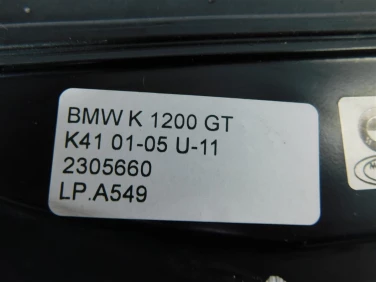 BMW K 1200 GT
K41 01-05 U-11
2305660
LP.A549